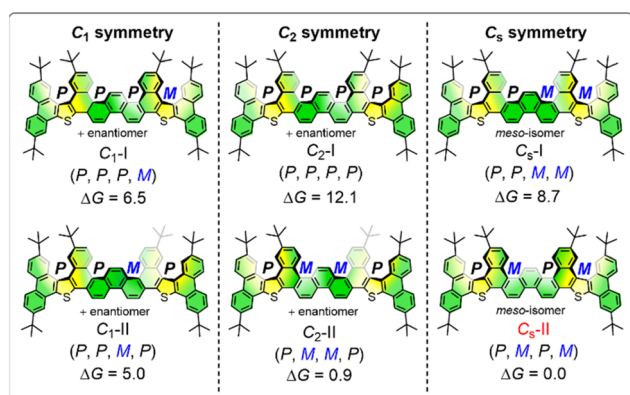 C1 symmetry
C2 symmetry
Cs symmetry
P P P M
S S
+ enantiomer
C1-I
(P, P, P, M)
ΔG = 6.5
P P P P
S S
+ enantiomer
C2-I
(P, P, P, P)
ΔG = 12.1
P P M M
S S
meso-isomer
Cs-I
(P, P, M, M)
ΔG = 8.7
P P M P
S S
+ enantiomer
C1-II
(P, P, M, P)
ΔG = 5.0
P M M P
S S
+ enantiomer
C2-II
(P, M, M, P)
ΔG = 0.9
P M P M
S S
meso-isomer
Cs-II
(P, M, P, M)
ΔG = 0.0